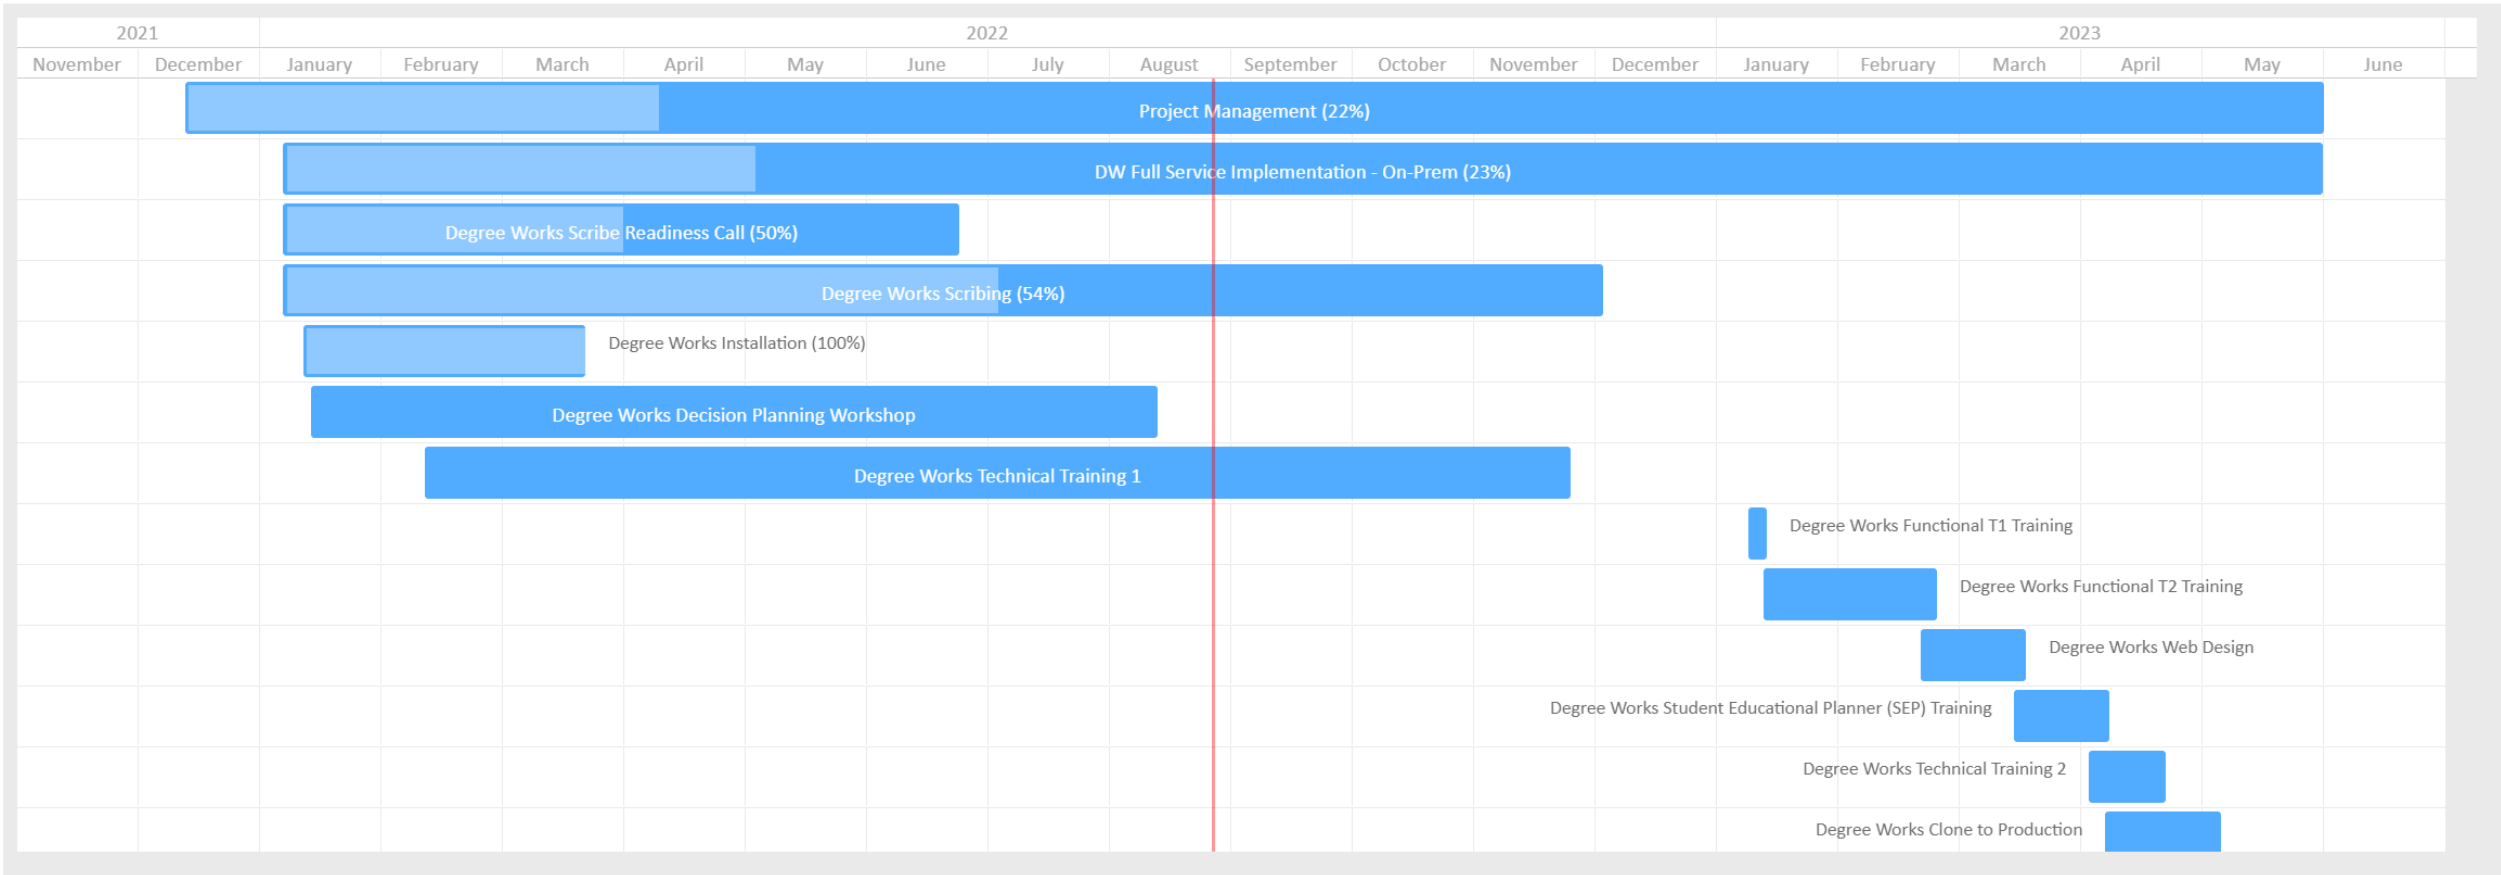 2021 2022 2023
November December January February March April May June July August September October November December January February March April May June
Project Management (22%)
DW Full Service Implementation - On-Prem (23%)
Degree Works Scribe Readiness Call (50%)
Degree Works Scribing (54%)
Degree Works Installation (100%)
Degree Works Decision Planning Workshop
Degree Works Technical Training 1
Degree Works Functional T1 Training
Degree Works Functional T2 Training
Degree Works Web Design
Degree Works Student Educational Planner (SEP) Training
Degree Works Technical Training 2
Degree Works Clone to Production